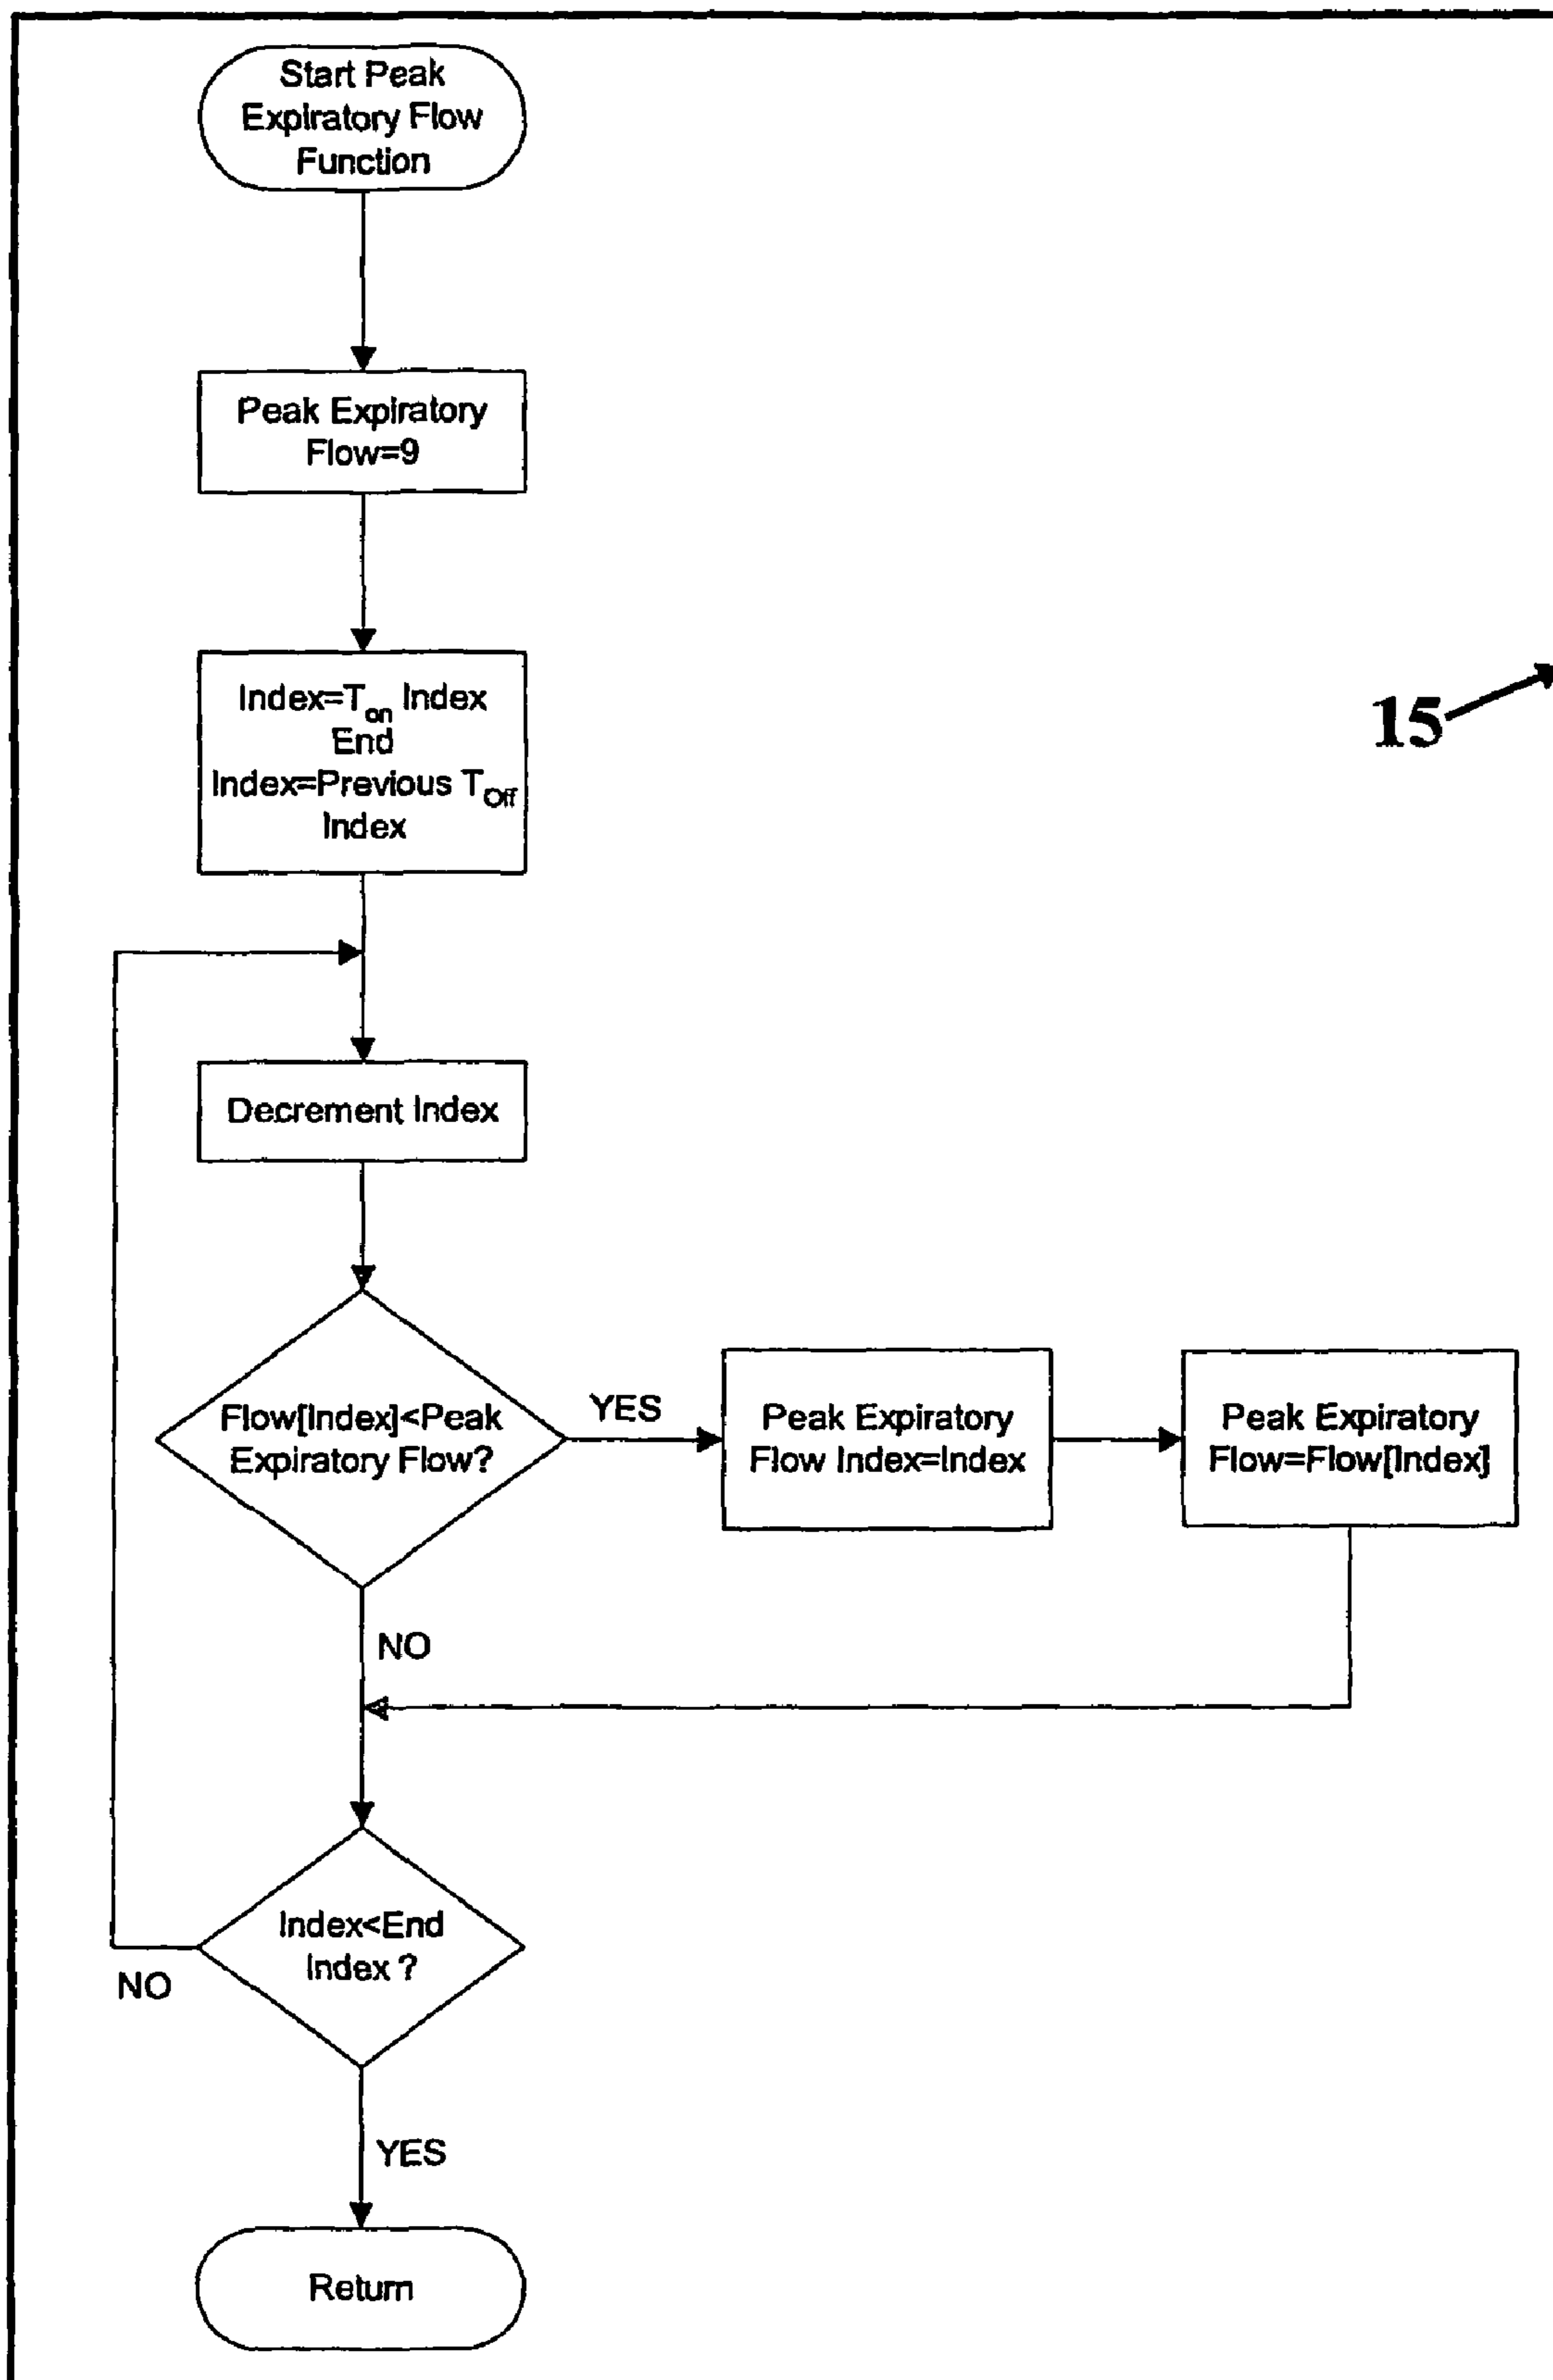 Start Peak
Expiratory Flow
Function
Peak Expiratory
Flow=9
Index=Ton Index
End
Index=Previous TOff
Index
15
Decrement Index
Flow[Index]<Peak
Expiratory Flow?
YES
Peak Expiratory
Flow Index=Index
Peak Expiratory
Flow=Flow[Index]
NO
Index<End
Index ?
NO
YES
Return